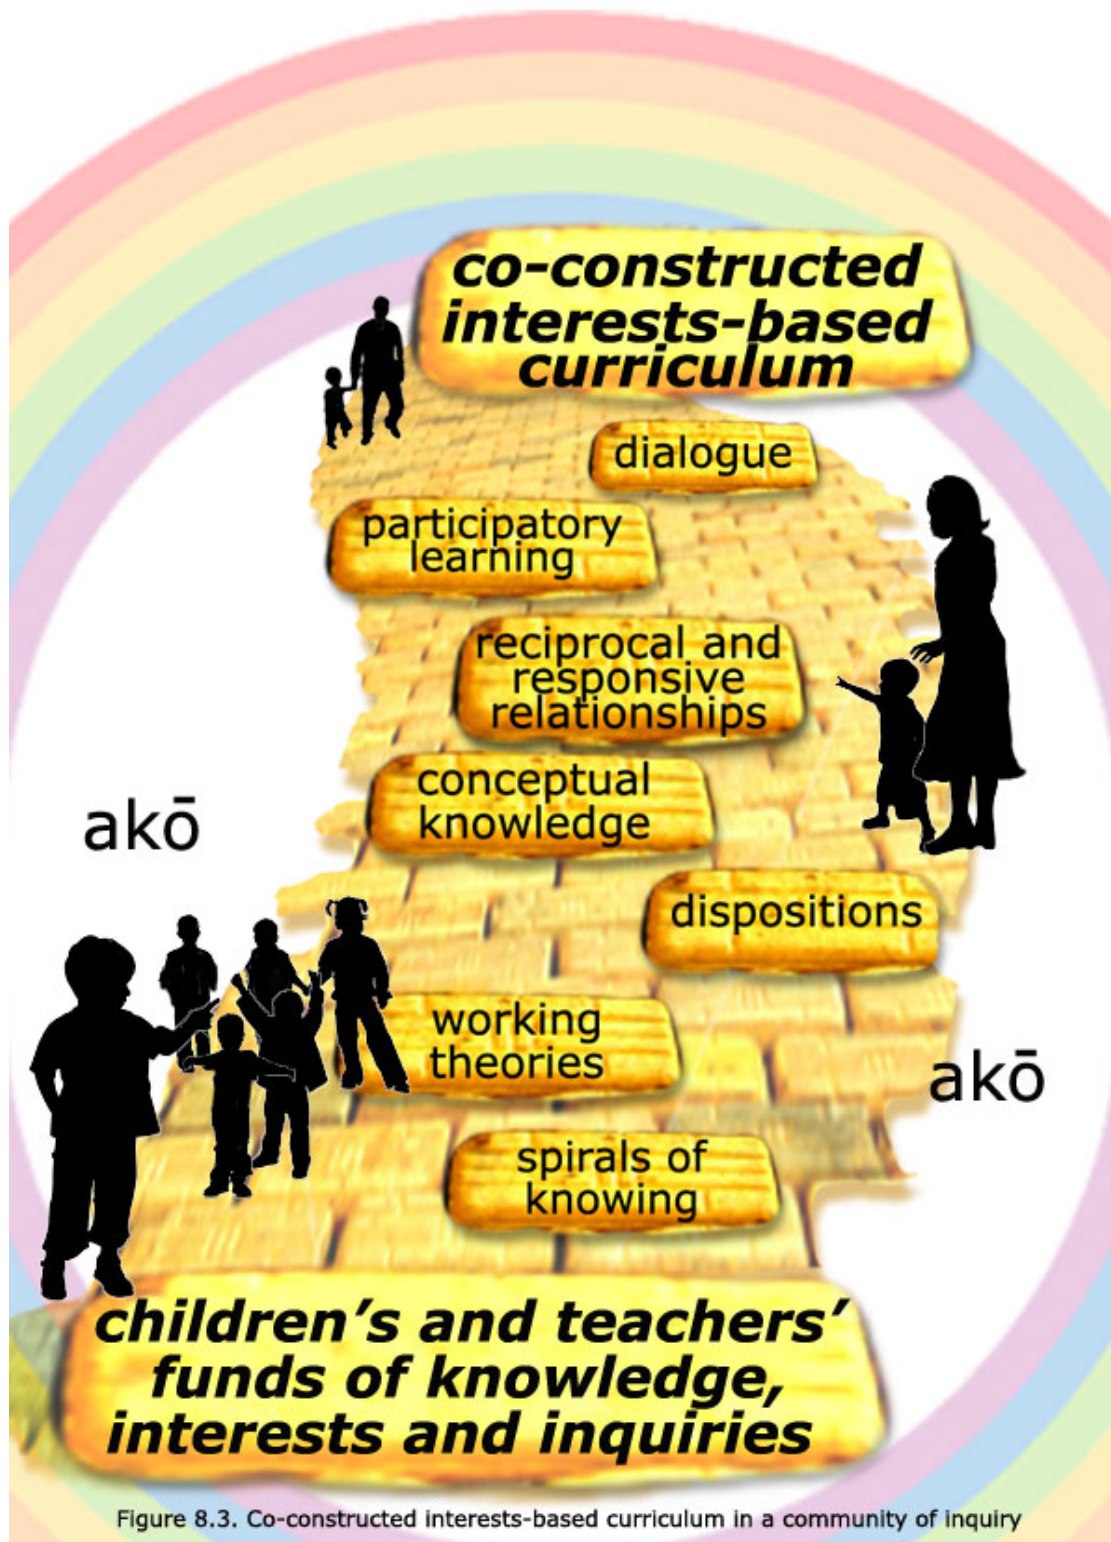 co-constructed
interests-based
curriculum
dialogue
participatory
learning
reciprocal and
responsive
relationships
conceptual
knowledge
akō
dispositions
working
theories
akō
spirals of
knowing
children's and teachers'
funds of knowledge,
interests and inquiries
Figure 8.3. Co-constructed interests-based curriculum in a community of inquiry